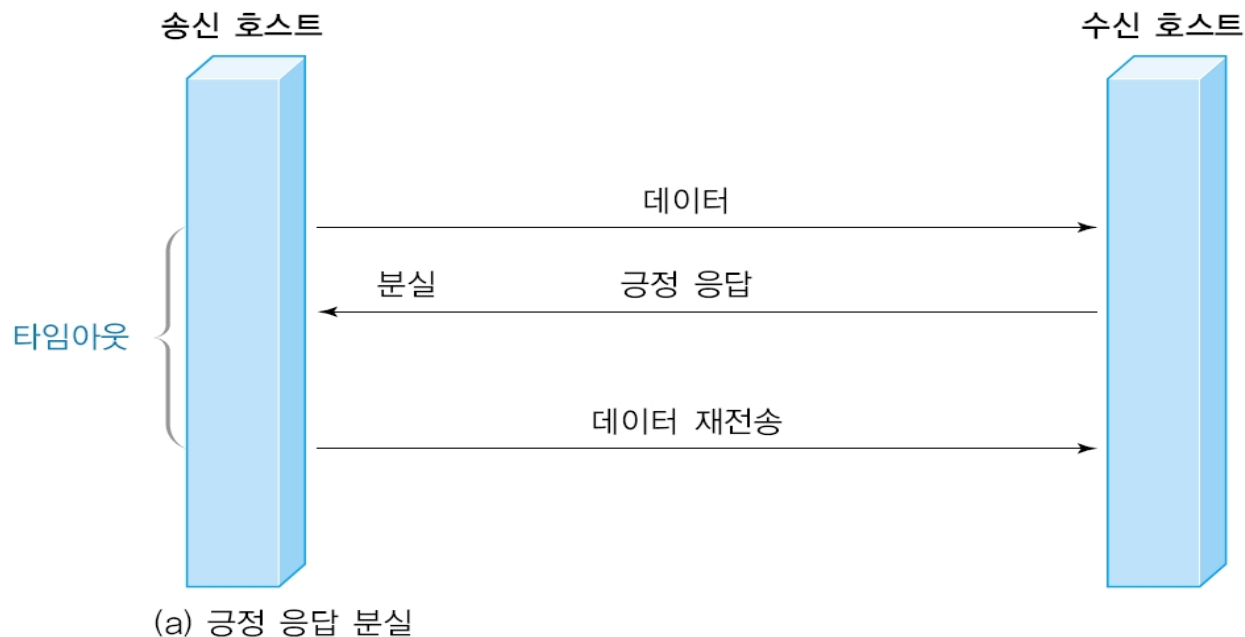 송신 호스트
수신 호스트
데이터
분실
긍정 응답
타임아웃
데이터 재전송
(a) 긍정 응답 분실